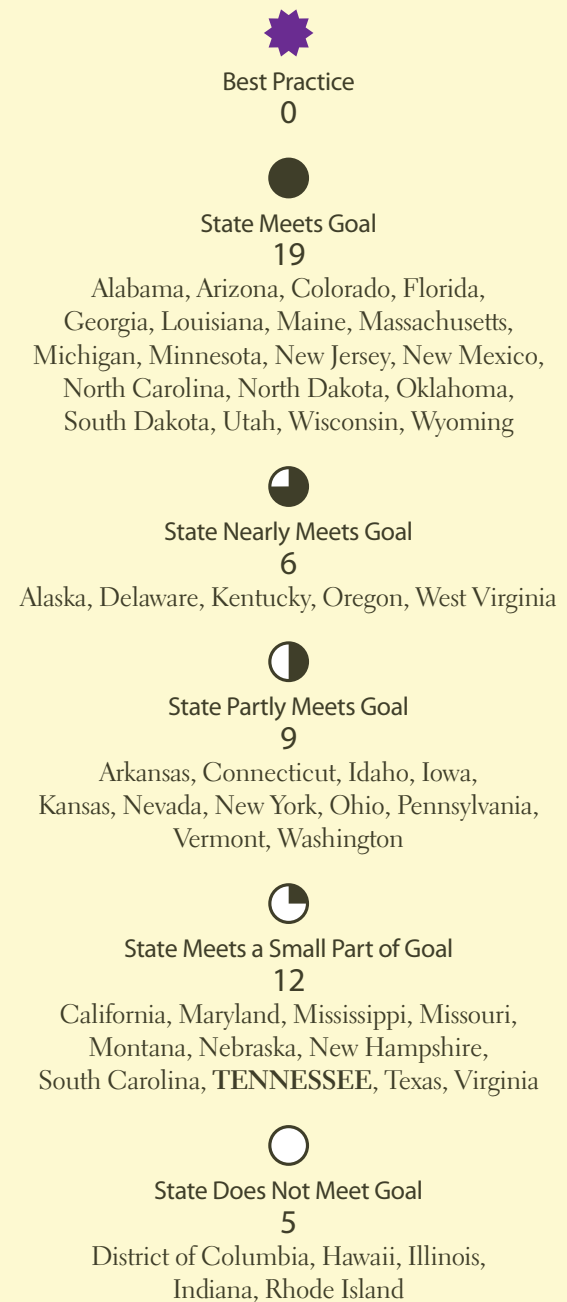 Best Practice
0
State Meets Goal
19
Alabama, Arizona, Colorado, Florida,
Georgia, Louisiana, Maine, Massachusetts,
Michigan, Minnesota, New Jersey, New Mexico,
North Carolina, North Dakota, Oklahoma,
South Dakota, Utah, Wisconsin, Wyoming
State Nearly Meets Goal
6
Alaska, Delaware, Kentucky, Oregon, West Virginia
State Partly Meets Goal
9
Arkansas, Connecticut, Idaho, Iowa,
Kansas, Nevada, New York, Ohio, Pennsylvania,
Vermont, Washington
State Meets a Small Part of Goal
12
California, Maryland, Mississippi, Missouri,
Montana, Nebraska, New Hampshire,
South Carolina, TENNESSEE, Texas, Virginia
State Does Not Meet Goal
5
District of Columbia, Hawaii, Illinois,
Indiana, Rhode Island